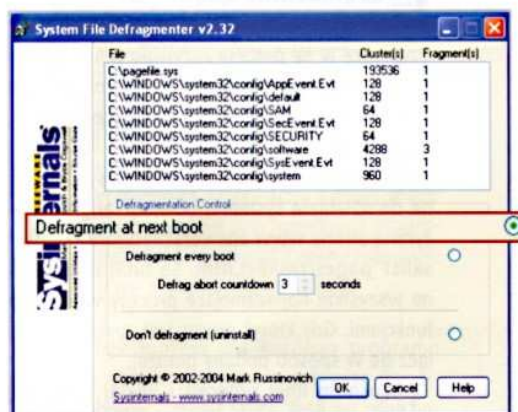 System File Defragmenter v2.32
File Cluster(s) Fragment(s)
C:\pagefile.sys 193536 1
C:\WINDOWS\system32\config\AppEvent.Evt 128 1
C:\WINDOWS\system32\config\default 128 1
C:\WINDOWS\system32\config\SAM 64 1
C:\WINDOWS\system32\config\SecEvent.Evt 128 1
C:\WINDOWS\system32\config\SECURITY 64 1
C:\WINDOWS\system32\config\software 4288 3
C:\WINDOWS\system32\config\SysEvent.Evt 128 1
C:\WINDOWS\system32\config\system 960 1
Sysinternals
FREEWARE
Defragmentation Control
Defragment at next boot
Defragment every boot
Defrag abort countdown 3 seconds
Don't defragment (uninstall)
Copyright © 2002-2004 Mark Russinovich
Sysinternals - www.sysinternals.com
OK Cancel Help